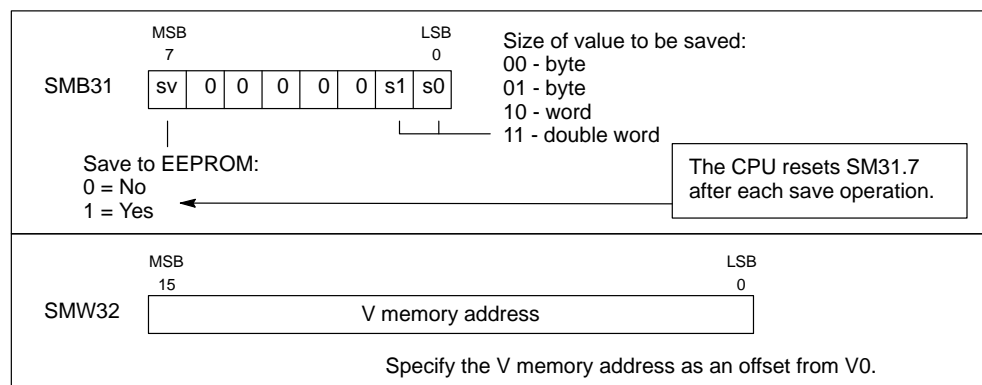 MSB LSB
7 0
SMB31 sv 0 0 0 0 0 s1 s0
Size of value to be saved:
00 - byte
01 - byte
10 - word
11 - double word
Save to EEPROM:
0 = No
1 = Yes
The CPU resets SM31.7
after each save operation.
MSB LSB
15 0
SMW32 V memory address
Specify the V memory address as an offset from V0.